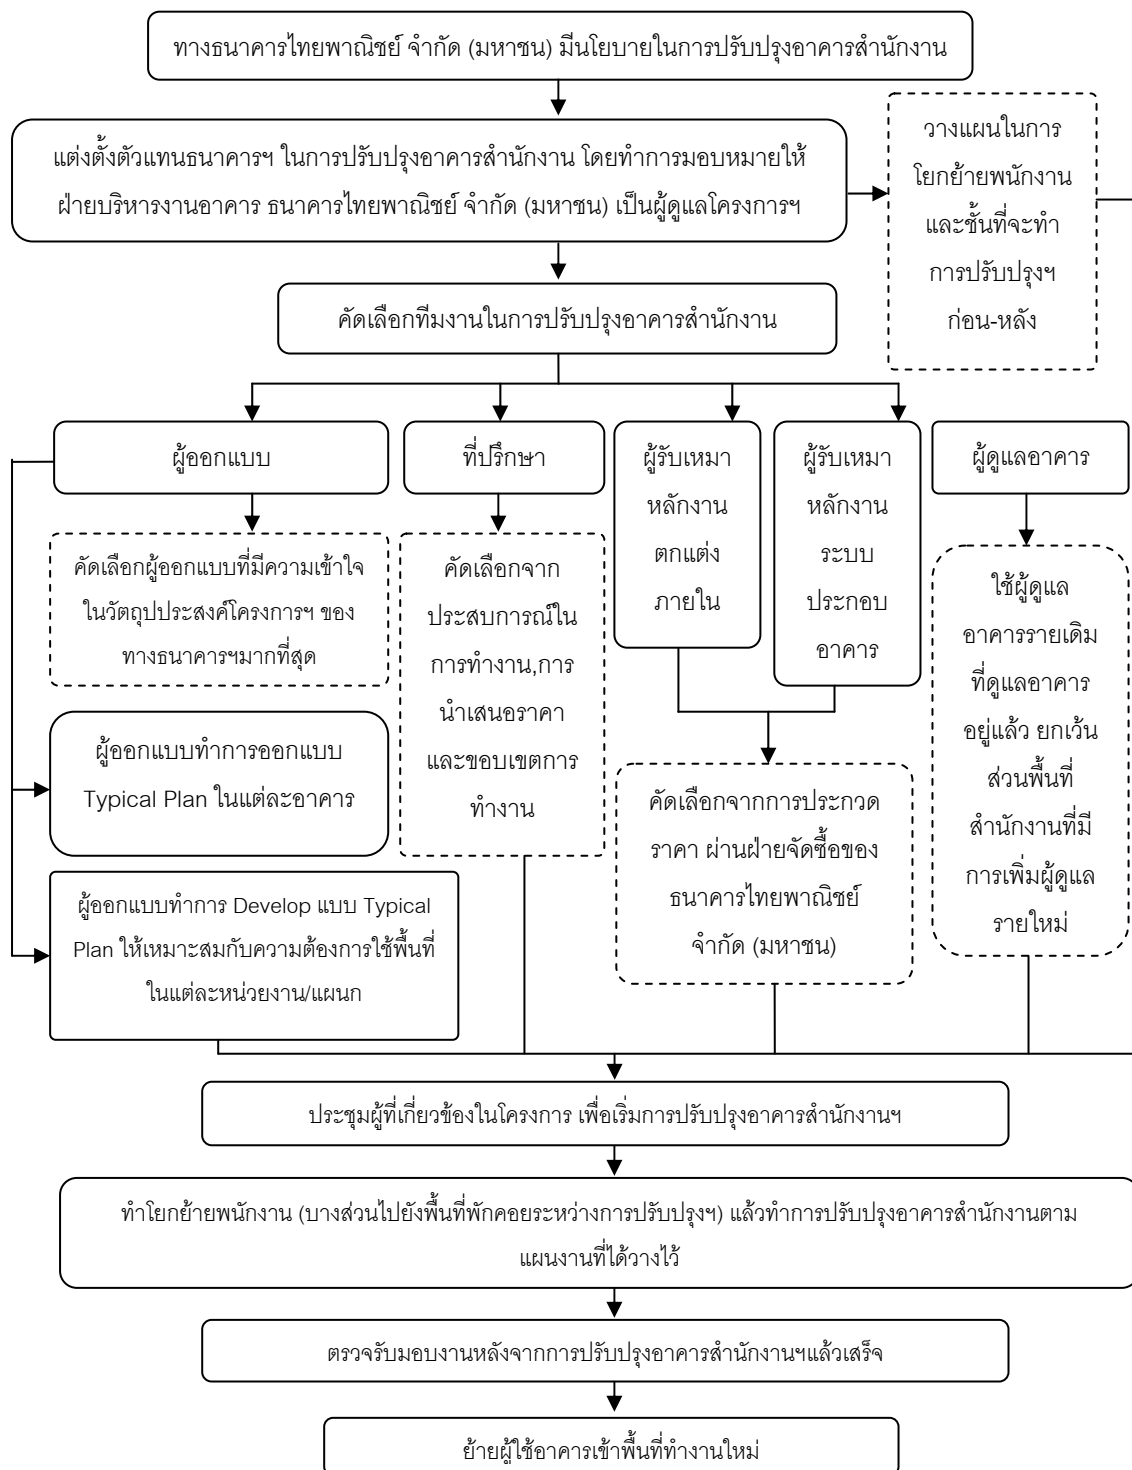 ทางธนาคารไทยพาณิชย์ จำกัด (มหาชน) มีนโยบายในการปรับปรุงอาคารสำนักงาน
แต่งตั้งตัวแทนธนาคารฯ ในการปรับปรุงอาคารสำนักงาน โดยทำการมอบหมายให้
ฝ่ายบริหารงานอาคาร ธนาคารไทยพาณิชย์ จำกัด (มหาชน) เป็นผู้ดูแลโครงการฯ
วางแผนในการ
โยกย้ายพนักงาน
และชั้นที่จะทำ
การปรับปรุงฯ
ก่อน-หลัง
คัดเลือกทีมงานในการปรับปรุงอาคารสำนักงาน
ผู้ออกแบบ
คัดเลือกผู้ออกแบบที่มีความเข้าใจ
ในวัตถุปประสงค์โครงการฯ ของ
ทางธนาคารฯมากที่สุด
ผู้ออกแบบทำการออกแบบ
Typical Plan ในแต่ละอาคาร
ผู้ออกแบบทำการ Develop แบบ Typical
Plan ให้เหมาะสมกับความต้องการใช้พื้นที่
ในแต่ละหน่วยงาน/แผนก
ที่ปรึกษา
คัดเลือกจาก
ประสบการณ์ใน
การทำงาน,การ
นำเสนอราคา
และขอบเขตการ
ทำงาน
ผู้รับเหมา
หลักงาน
ตกแต่ง
ภายใน
ผู้รับเหมา
หลักงาน
ระบบ
ประกอบ
อาคาร
คัดเลือกจากการประกวด
ราคา ผ่านฝ่ายจัดซื้อของ
ธนาคารไทยพาณิชย์
จำกัด (มหาชน)
ผู้ดูแลอาคาร
ใช้ผู้ดูแล
อาคารรายเดิม
ที่ดูแลอาคาร
อยู่แล้ว ยกเว้น
ส่วนพื้นที่
สำนักงานที่มี
การเพิ่มผู้ดูแล
รายใหม่
ประชุมผู้ที่เกี่ยวข้องในโครงการ เพื่อเริ่มการปรับปรุงอาคารสำนักงานฯ
ทำโยกย้ายพนักงาน (บางส่วนไปยังพื้นที่พักคอยระหว่างการปรับปรุงฯ) แล้วทำการปรับปรุงอาคารสำนักงานตาม
แผนงานที่ได้วางไว้
ตรวจรับมอบงานหลังจากการปรับปรุงอาคารสำนักงานฯแล้วเสร็จ
ย้ายผู้ใช้อาคารเข้าพื้นที่ทำงานใหม่